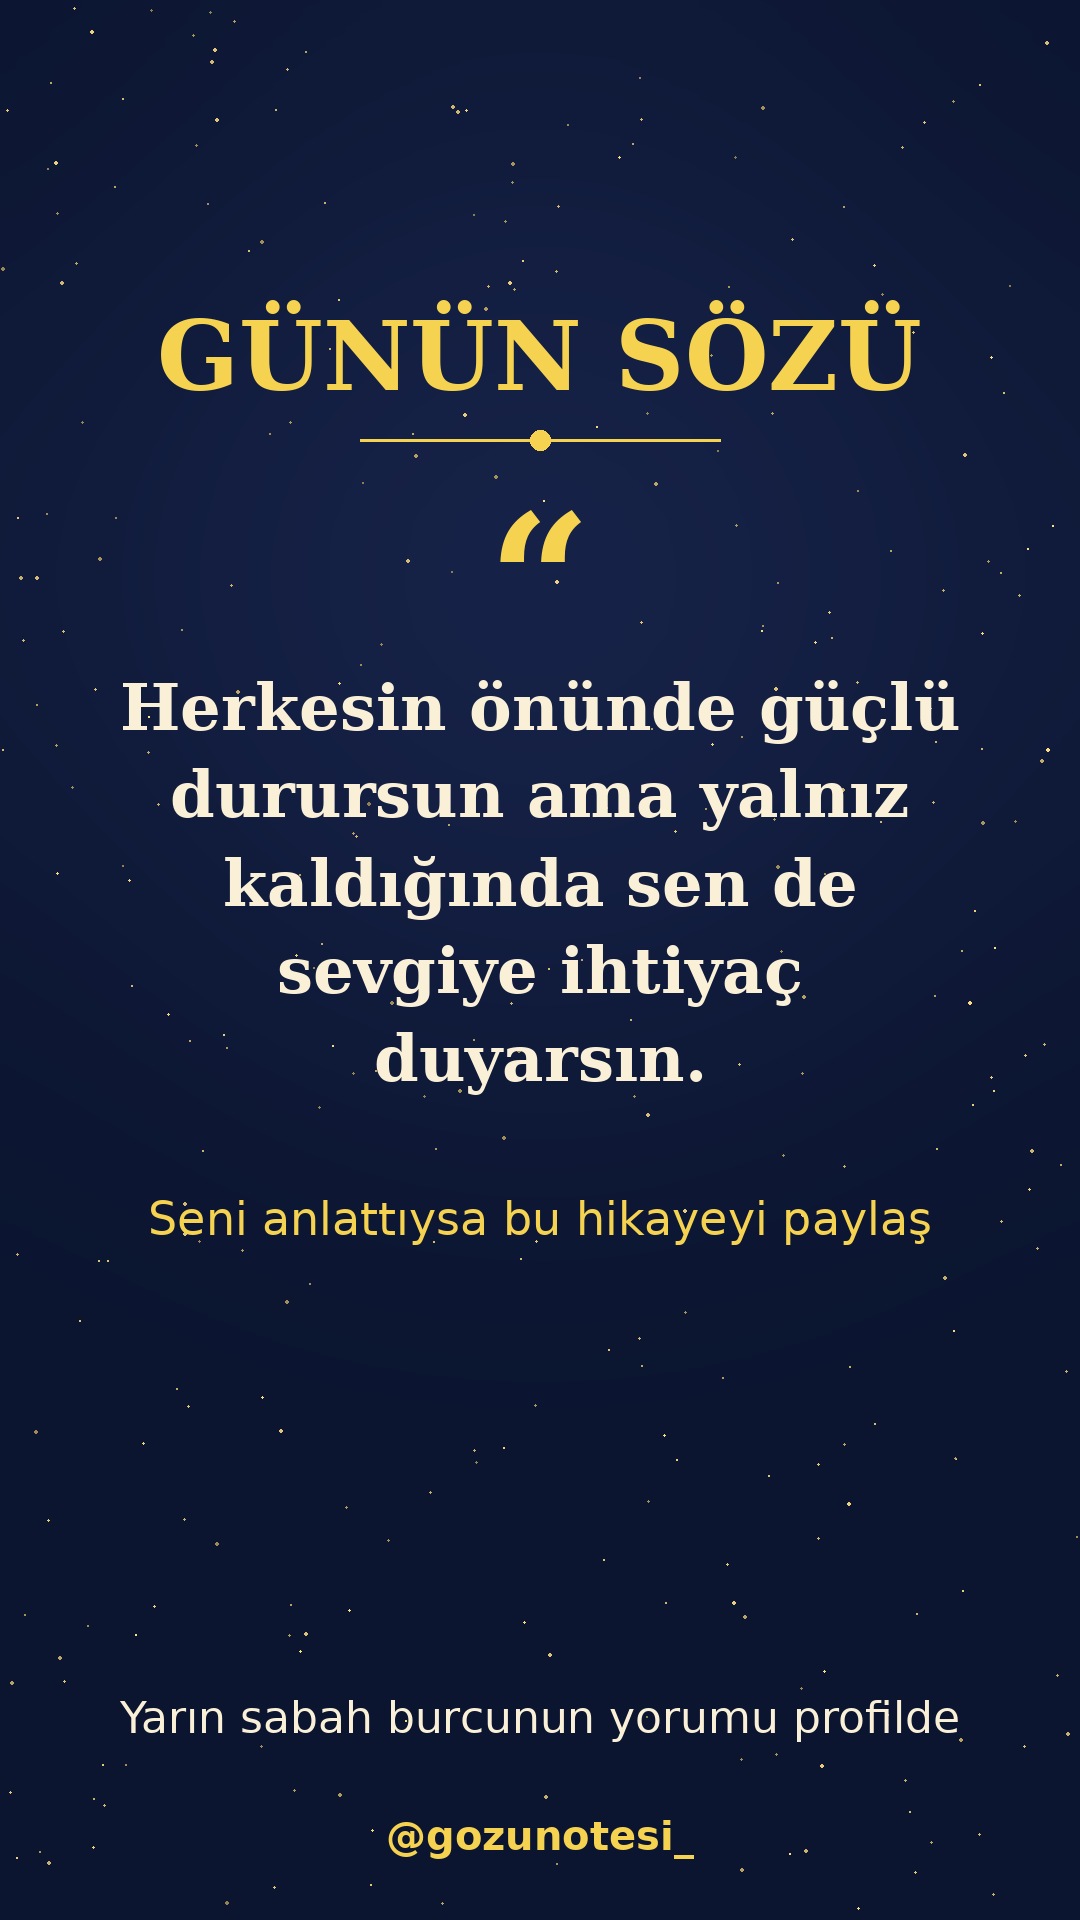 GÜNÜN SÖZÜ
“
Herkesin önünde güçlü
durursun ama yalnız
kaldığında sen de
sevgiye ihtiyaç
duyarsın.
Seni anlattıysa bu hikayeyi paylaş
Yarın sabah burcunun yorumu profilde
@gozunotesi_